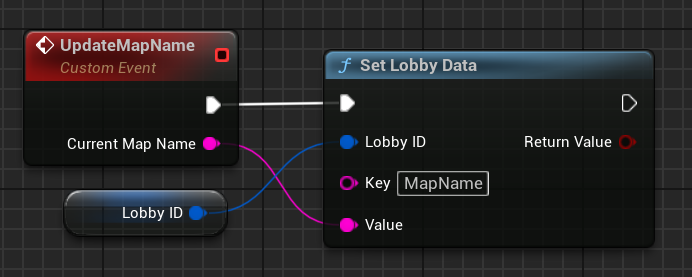 UpdateMapName
Custom Event
Current Map Name
Lobby ID
f Set Lobby Data
Lobby ID
Return Value
Key MapName
Value